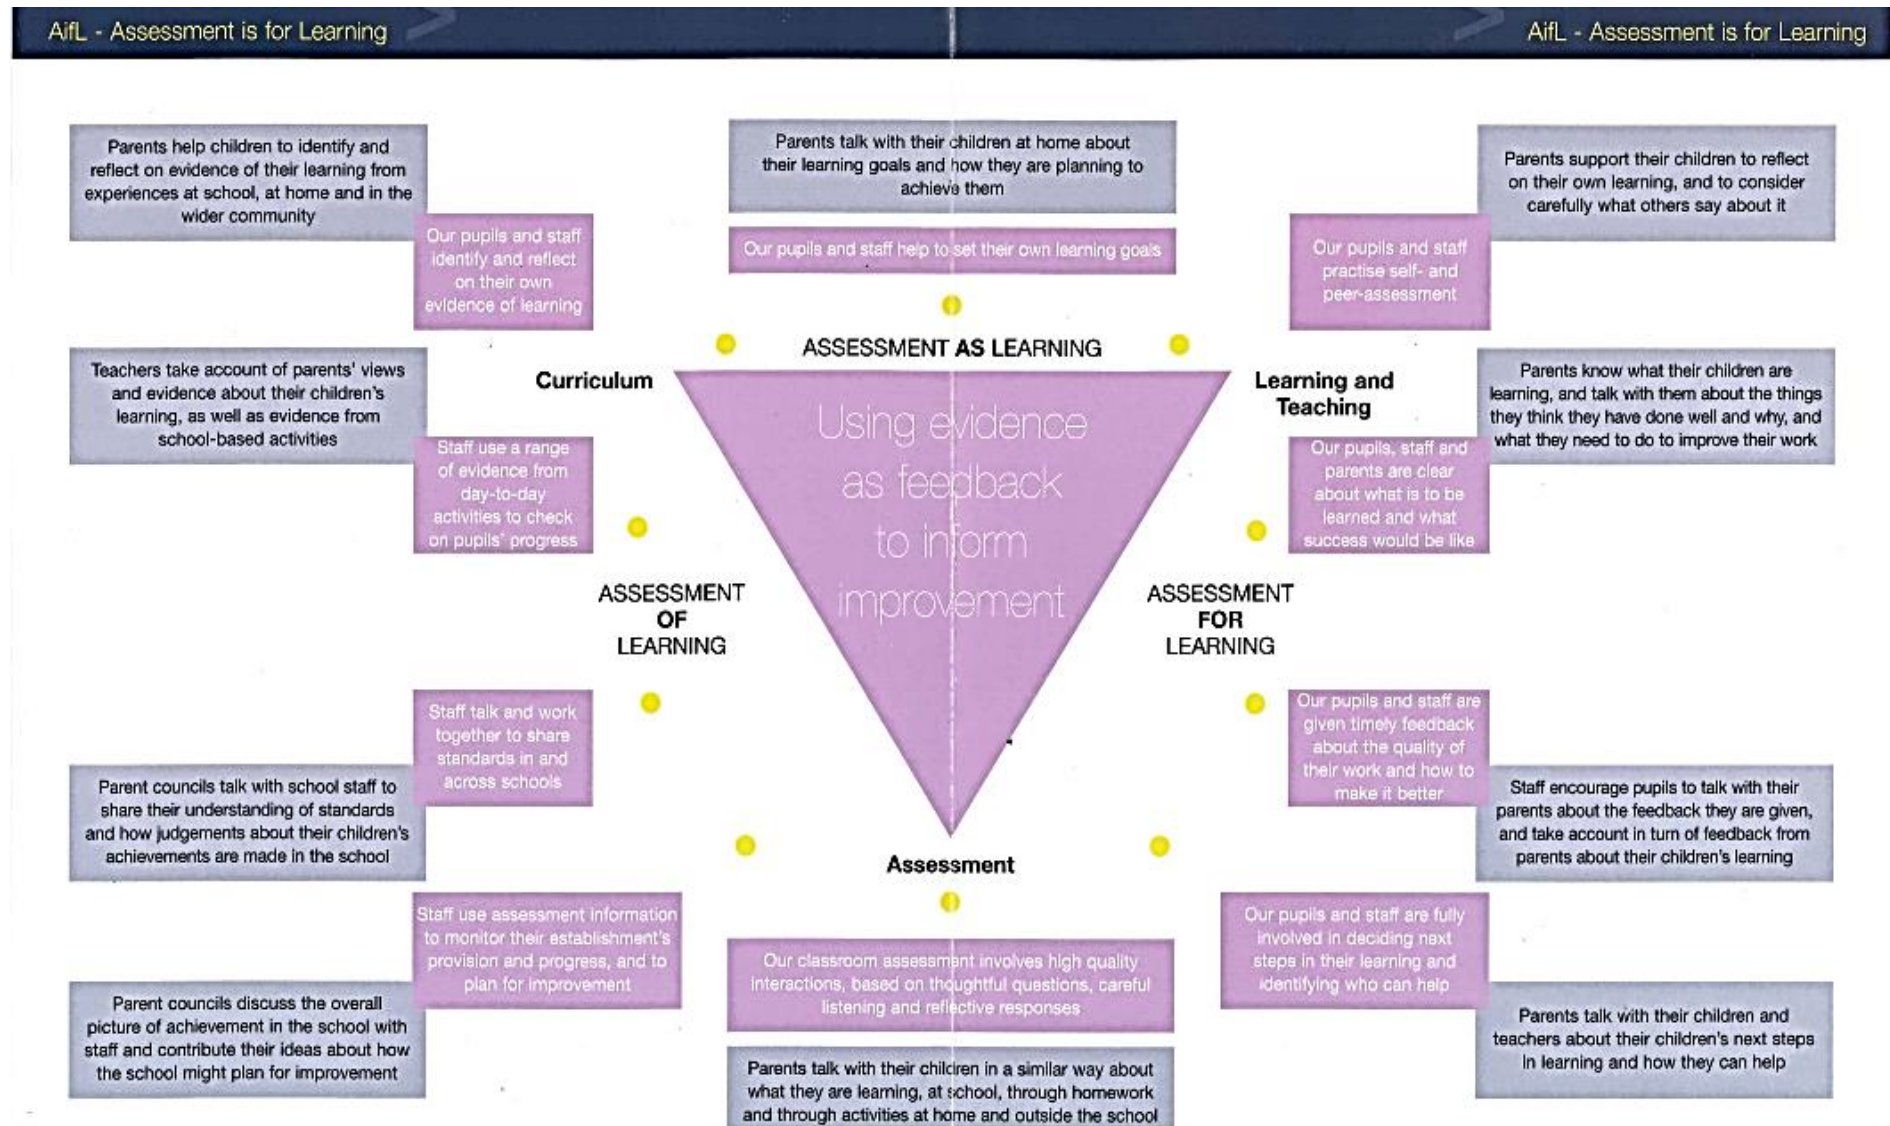 AifL - Assessment is for Learning
AifL - Assessment is for Learning
Parents help children to identify and
reflect on evidence of their learning from
experiences at school, at home and in the
wider community
Our pupils and staff
identify and reflect
on their own
evidence of learning
Parents talk with their children at home about
their learning goals and how they are planning to
achieve them
Our pupils and staff help to set their own learning goals
Parents support their children to reflect
on their own learning, and to consider
carefully what others say about it
Our pupils and staff
practise self- and
peer-assessment
ASSESSMENT AS LEARNING
Teachers take account of parents' views
and evidence about their children's
learning, as well as evidence from
school-based activities
Staff use a range
of evidence from
day-to-day
activities to check
on pupils' progress
Curriculum
Using evidence
as feedback
to inform
improvement
Learning and
Teaching
Parents know what their children are
learning, and talk with them about the things
they think they have done well and why, and
what they need to do to improve their work
Our pupils, staff and
parents are clear
about what is to be
learned and what
success would be like
ASSESSMENT
OF
LEARNING
ASSESSMENT
FOR
LEARNING
Staff talk and work
together to share
standards in and
across schools
Parent councils talk with school staff to
share their understanding of standards
and how judgements about their children's
achievements are made in the school
Our pupils and staff are
given timely feedback
about the quality of
their work and how to
make it better
Staff encourage pupils to talk with their
parents about the feedback they are given,
and take account in turn of feedback from
parents about their children's learning
Assessment
Staff use assessment information
to monitor their establishment's
provision and progress, and to
plan for improvement
Parent councils discuss the overall
picture of achievement in the school with
staff and contribute their ideas about how
the school might plan for improvement
Our classroom assessment involves high quality
interactions, based on thoughtful questions, careful
listening and reflective responses
Parents talk with their children in a similar way about
what they are learning, at school, through homework
and through activities at home and outside the school
Our pupils and staff are fully
involved in deciding next
steps in their learning and
identifying who can help
Parents talk with their children and
teachers about their children's next steps
in learning and how they can help